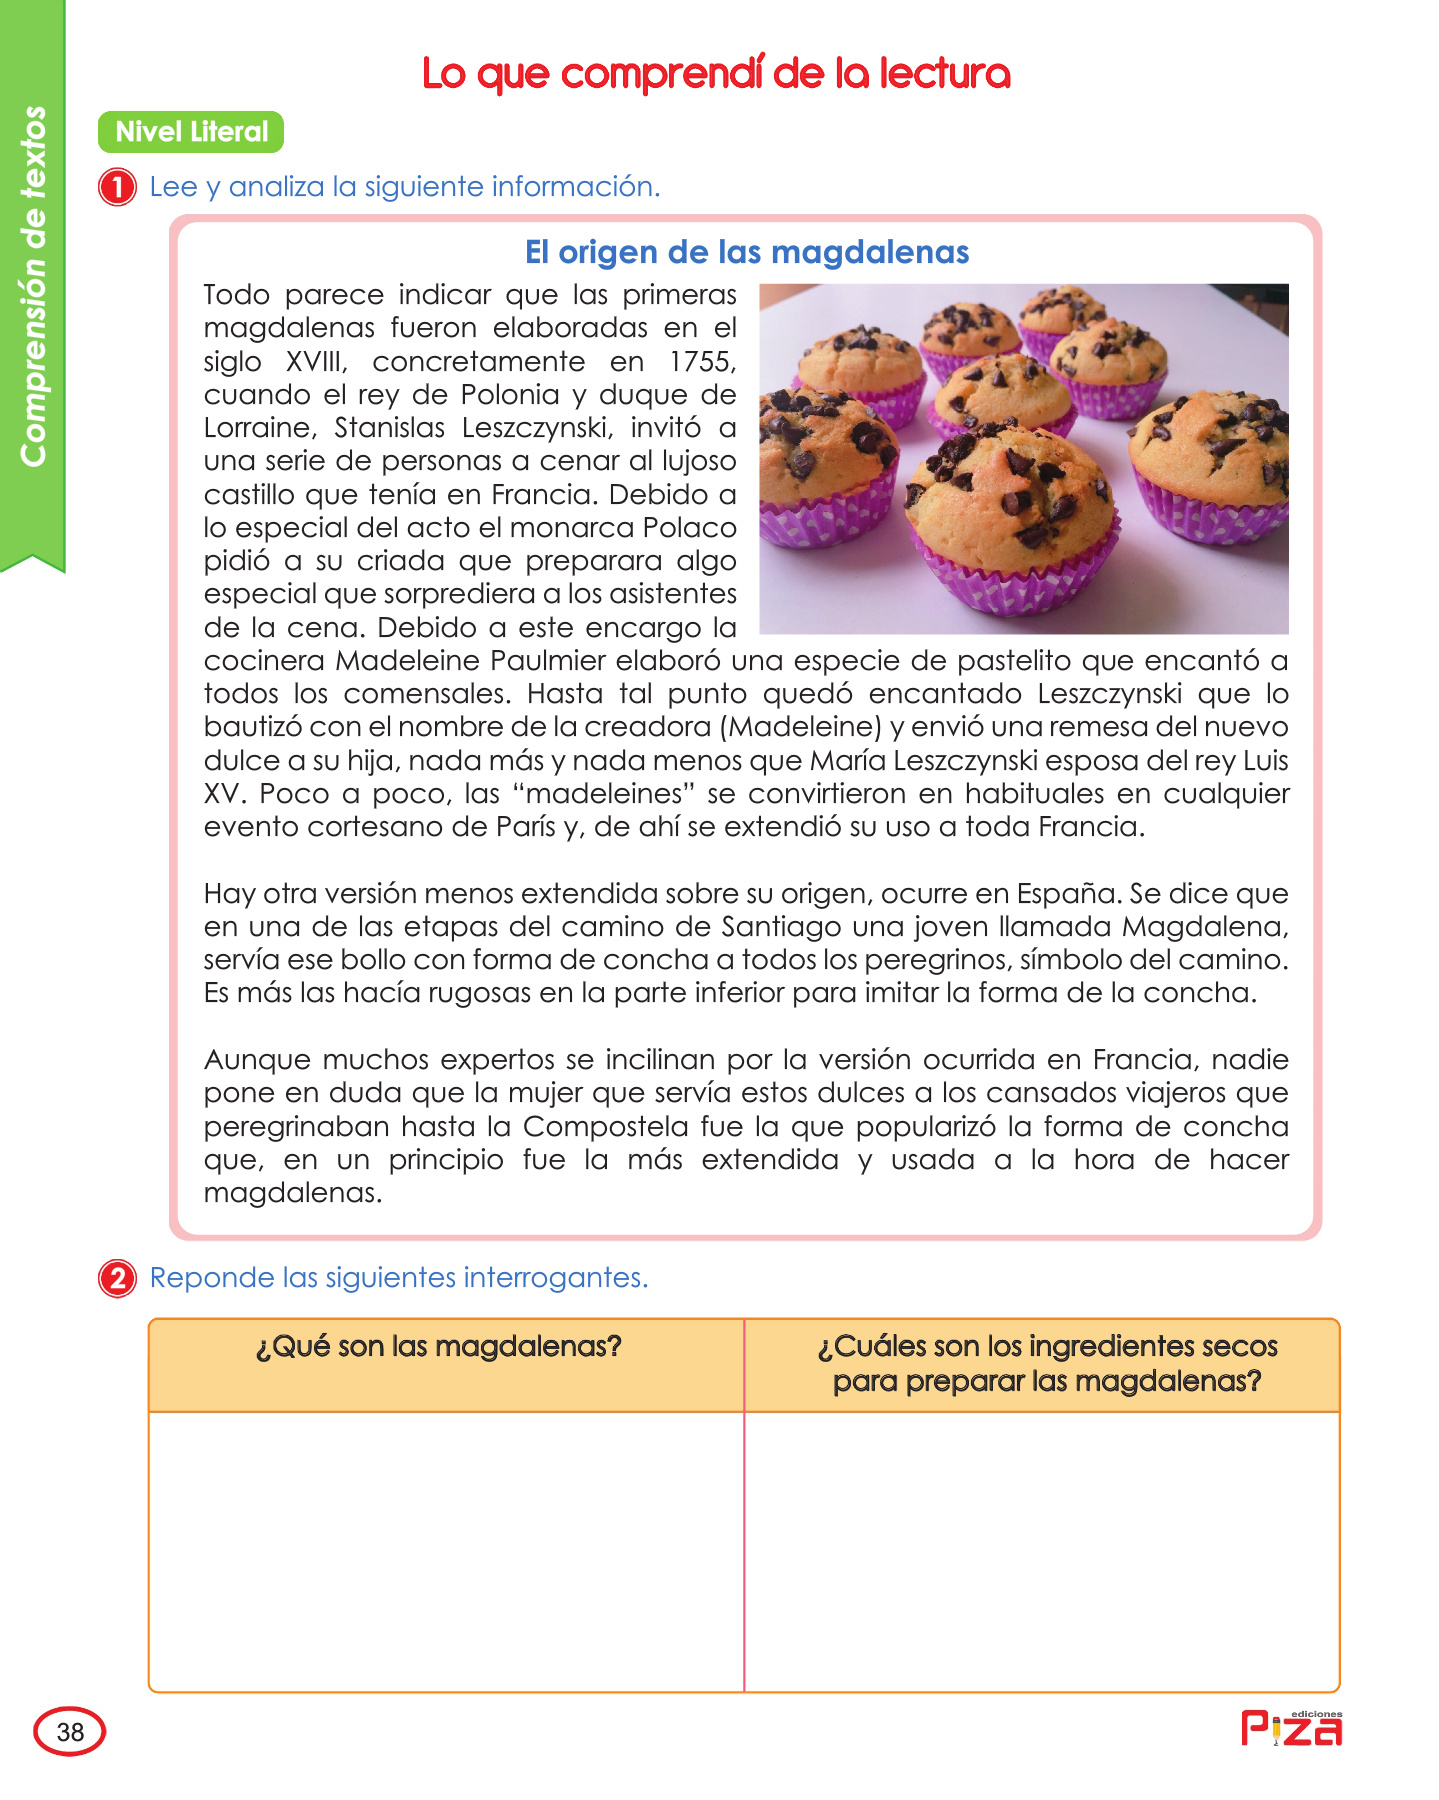 Comprensión de textos
Lo que comprendí de la lectura
Nivel Literal
1 Lee y analiza la siguiente información.
El origen de las magdalenas
Todo parece indicar que las primeras
magdalenas fueron elaboradas en el
siglo XVIII, concretamente en 1755,
cuando el rey de Polonia y duque de
Lorraine, Stanislas Leszczynski, invitó a
una serie de personas a cenar al lujoso
castillo que tenía en Francia. Debido a
lo especial del acto el monarca Polaco
pidió a su criada que preparara algo
especial que sorprediera a los asistentes
de la cena. Debido a este encargo la
cocinera Madeleine Paulmier elaboró una especie de pastelito que encantó a
todos los comensales. Hasta tal punto quedó encantado Leszczynski que lo
bautizó con el nombre de la creadora (Madeleine) y envió una remesa del nuevo
dulce a su hija, nada más y nada menos que María Leszczynski esposa del rey Luis
XV. Poco a poco, las “madeleines” se convirtieron en habituales en cualquier
evento cortesano de París y, de ahí se extendió su uso a toda Francia.
Hay otra versión menos extendida sobre su origen, ocurre en España. Se dice que
en una de las etapas del camino de Santiago una joven llamada Magdalena,
servía ese bollo con forma de concha a todos los peregrinos, símbolo del camino.
Es más las hacía rugosas en la parte inferior para imitar la forma de la concha.
Aunque muchos expertos se incilinan por la versión ocurrida en Francia, nadie
pone en duda que la mujer que servía estos dulces a los cansados viajeros que
peregrinaban hasta la Compostela fue la que popularizó la forma de concha
que, en un principio fue la más extendida y usada a la hora de hacer
magdalenas.
2 Reponde las siguientes interrogantes.
¿Qué son las magdalenas?
¿Cuáles son los ingredientes secos
para preparar las magdalenas?
38
ediciones
Piza